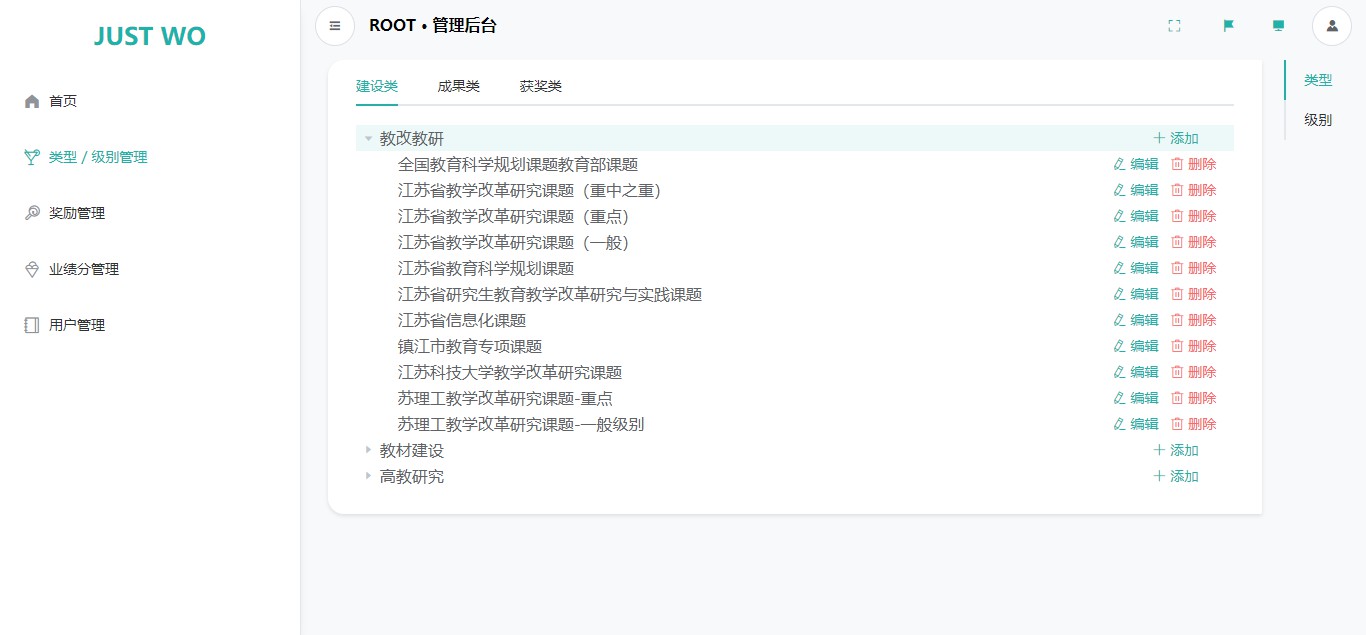 JUST WO
首页
类型 / 级别管理
奖励管理
业绩分管理
用户管理
ROOT • 管理后台
建设类 成果类 获奖类
教改教研 添加
全国教育科学规划课题教育部课题 编辑 删除
江苏省教学改革研究课题（重中之重） 编辑 删除
江苏省教学改革研究课题（重点） 编辑 删除
江苏省教学改革研究课题（一般） 编辑 删除
江苏省教育科学规划课题 编辑 删除
江苏省研究生教育教学改革研究与实践课题 编辑 删除
江苏省信息化课题 编辑 删除
镇江市教育专项课题 编辑 删除
江苏科技大学教学改革研究课题 编辑 删除
苏理工教学改革研究课题-重点 编辑 删除
苏理工教学改革研究课题-一般级别 编辑 删除
教材建设 添加
高教研究 添加
类型
级别